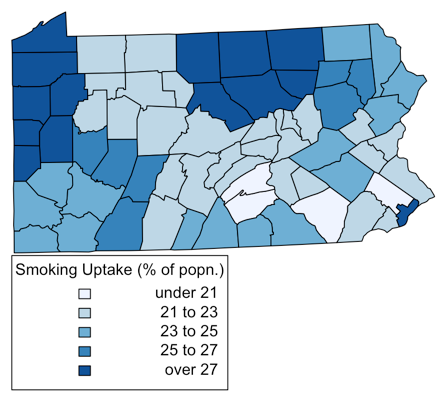 Smoking Uptake (% of popn.)
under 21
21 to 23
23 to 25
25 to 27
over 27